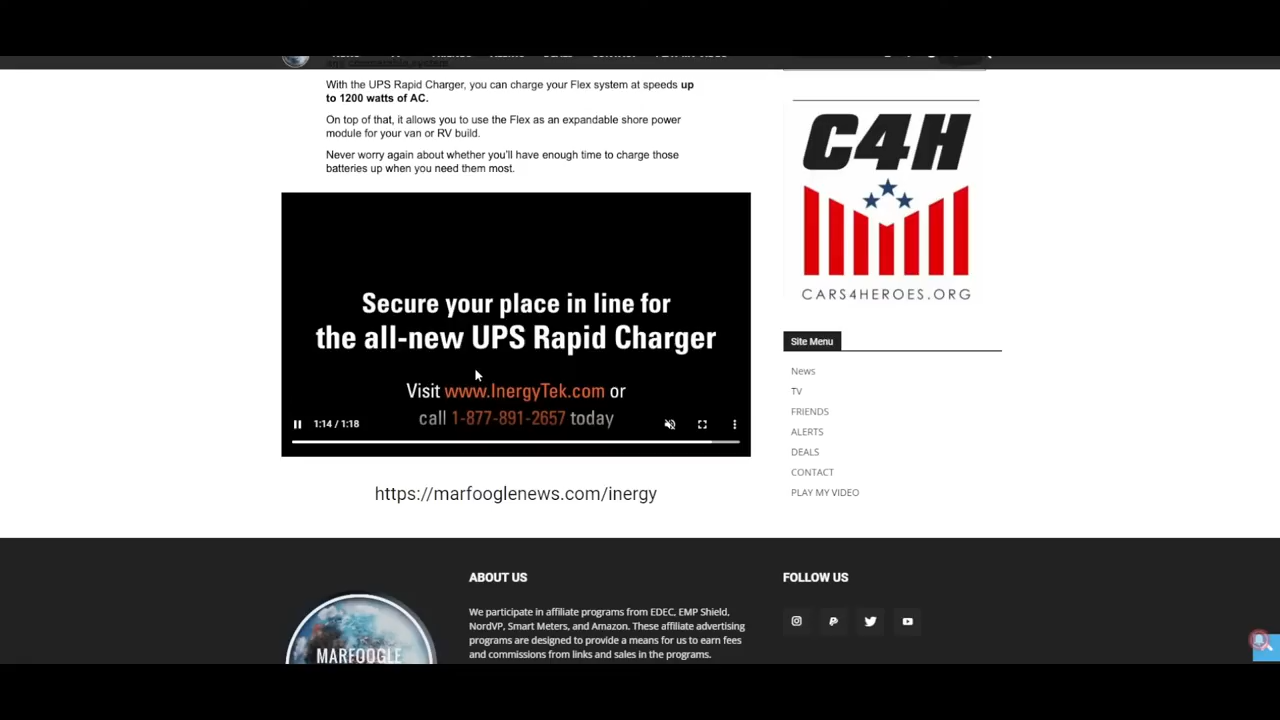 With the UPS Rapid Charger, you can charge your Flex system at speeds up
to 1200 watts of AC.
On top of that, it allows you to use the Flex as an expandable shore power
module for your van or RV build.
Never worry again about whether you'll have enough time to charge those
batteries up when you need them most.
Secure your place in line for
the all-new UPS Rapid Charger
Visit www.InergyTek.com or
call 1-877-891-2657 today
1:14 / 1:18
https://marfooglenews.com/inergy
C4H
CARS4HEROES.ORG
Site Menu
News
TV
FRIENDS
ALERTS
DEALS
CONTACT
PLAY MY VIDEO
MARFOOGLE
ABOUT US
We participate in affiliate programs from EDEC, EMP Shield,
NordVP, Smart Meters, and Amazon. These affiliate advertising
programs are designed to provide a means for us to earn fees
and commissions from links and sales in the programs.
FOLLOW US